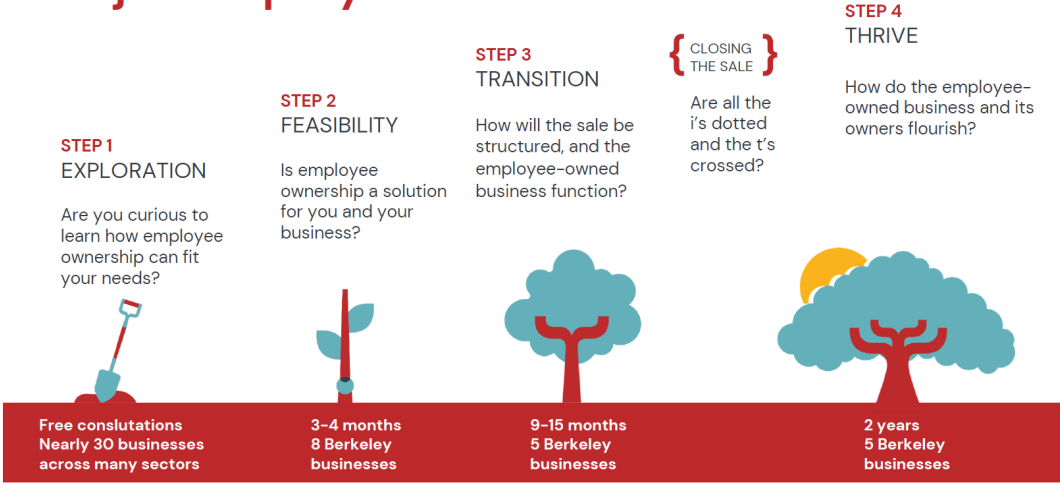 STEP 1
EXPLORATION
Are you curious to
learn how employee
ownership can fit
your needs?
Free conslutations
Nearly 30 businesses
across many sectors
STEP 2
FEASIBILITY
Is employee
ownership a solution
for you and your
business?
3-4 months
8 Berkeley
businesses
STEP 3
TRANSITION
How will the sale be
structured, and the
employee-owned
business function?
9-15 months
5 Berkeley
businesses
{ CLOSING
THE SALE }
Are all the
i's dotted
and the t's
crossed?
STEP 4
THRIVE
How do the employee-
owned business and its
owners flourish?
2 years
5 Berkeley
businesses